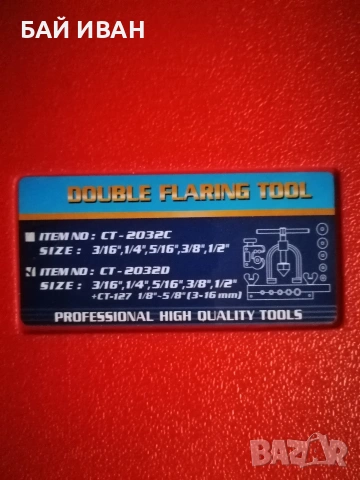 БАЙ ИВАН
DOUBLE FLARING TOOL
ITEM NO : CT - 2032C
SIZE : 3/16",1/4",5/16",3/8",1/2"
ITEM NO : CT - 2032D
SIZE : 3/16",1/4",5/16",3/8",1/2"
+CT-127 1/8"~5/8" (3-16 mm)
PROFESSIONAL HIGH QUALITY TOOLS
BAZAR